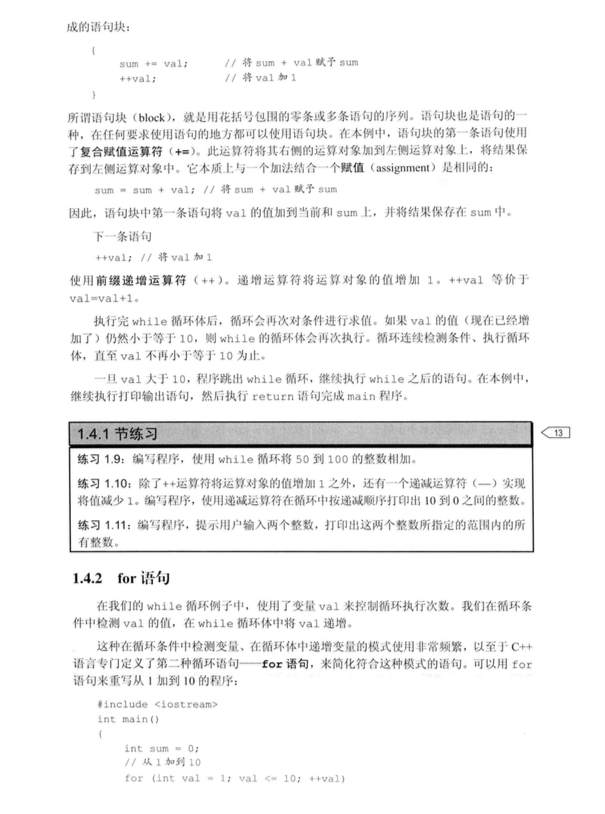 成的语句块：
{
sum += val; // 将 sum + val 赋予 sum
++val; // 将 val 加 1
}
所谓语句块（block），就是用花括号包围的零条或多条语句的序列。语句块也是语句的一
种，在任何要求使用语句的地方都可以使用语句块。在本例中，语句块的第一条语句使用
了复合赋值运算符（+=）。此运算符将其右侧的运算对象加到左侧运算对象上，将结果保
存到左侧运算对象中。它本质上与一个加法结合一个赋值（assignment）是相同的：
sum = sum + val; // 将 sum + val 赋予 sum
因此，语句块中第一条语句将 val 的值加到当前和 sum 上，并将结果保存在 sum 中。
下一条语句
++val; // 将 val 加 1
使用前缀递增运算符（++）。递增运算符将运算对象的值增加 1。++val 等价于
val=val+1。
执行完 while 循环体后，循环会再次对条件进行求值。如果 val 的值（现在已经增
加了）仍然小于等于 10，则 while 的循环体会再次执行。循环连续检测条件、执行循环
体，直至 val 不再小于等于 10 为止。
一旦 val 大于 10，程序跳出 while 循环，继续执行 while 之后的语句。在本例中，
继续执行打印输出语句，然后执行 return 语句完成 main 程序。
1.4.1 节练习
13
练习 1.9：编写程序，使用 while 循环将 50 到 100 的整数相加。
练习 1.10：除了++运算符将运算对象的值增加 1 之外，还有一个递减运算符（—）实现
将值减少 1。编写程序，使用递减运算符在循环中按递减顺序打印出 10 到 0 之间的整数。
练习 1.11：编写程序，提示用户输入两个整数，打印出这两个整数所指定的范围内的所
有整数。
1.4.2 for 语句
在我们的 while 循环例子中，使用了变量 val 来控制循环执行次数。我们在循环条
件中检测 val 的值，在 while 循环体中将 val 递增。
这种在循环条件中检测变量、在循环体中递增变量的模式使用非常频繁，以至于 C++
语言专门定义了第二种循环语句——for 语句，来简化符合这种模式的语句。可以用 for
语句来重写从 1 加到 10 的程序：
#include <iostream>
int main()
{
int sum = 0;
// 从 1 加到 10
for (int val = 1; val <= 10; ++val)